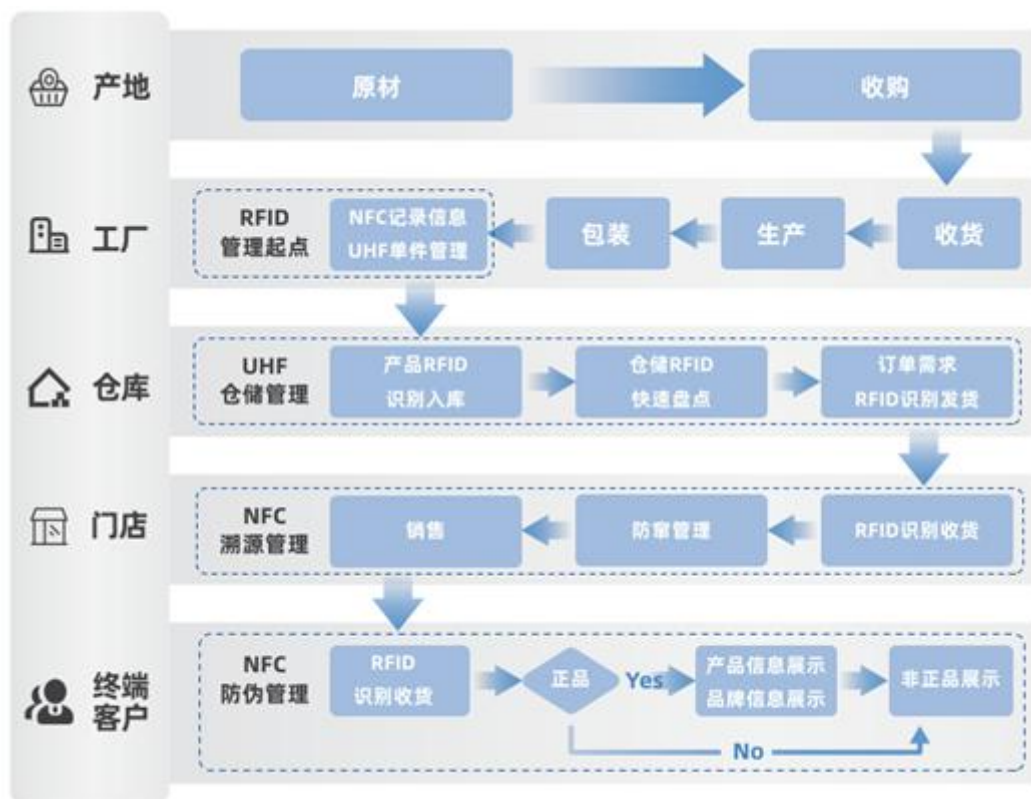 产地
原材
收购
工厂
RFID
管理起点
NFC记录信息
UHF单件管理
包装
生产
收货
仓库
UHF
仓储管理
产品RFID
识别入库
仓储RFID
快速盘点
订单需求
RFID识别发货
门店
NFC
溯源管理
销售
防窜管理
RFID识别收货
终端
客户
NFC
防伪管理
RFID
识别收货
正品
Yes
产品信息展示
品牌信息展示
非正品展示
No